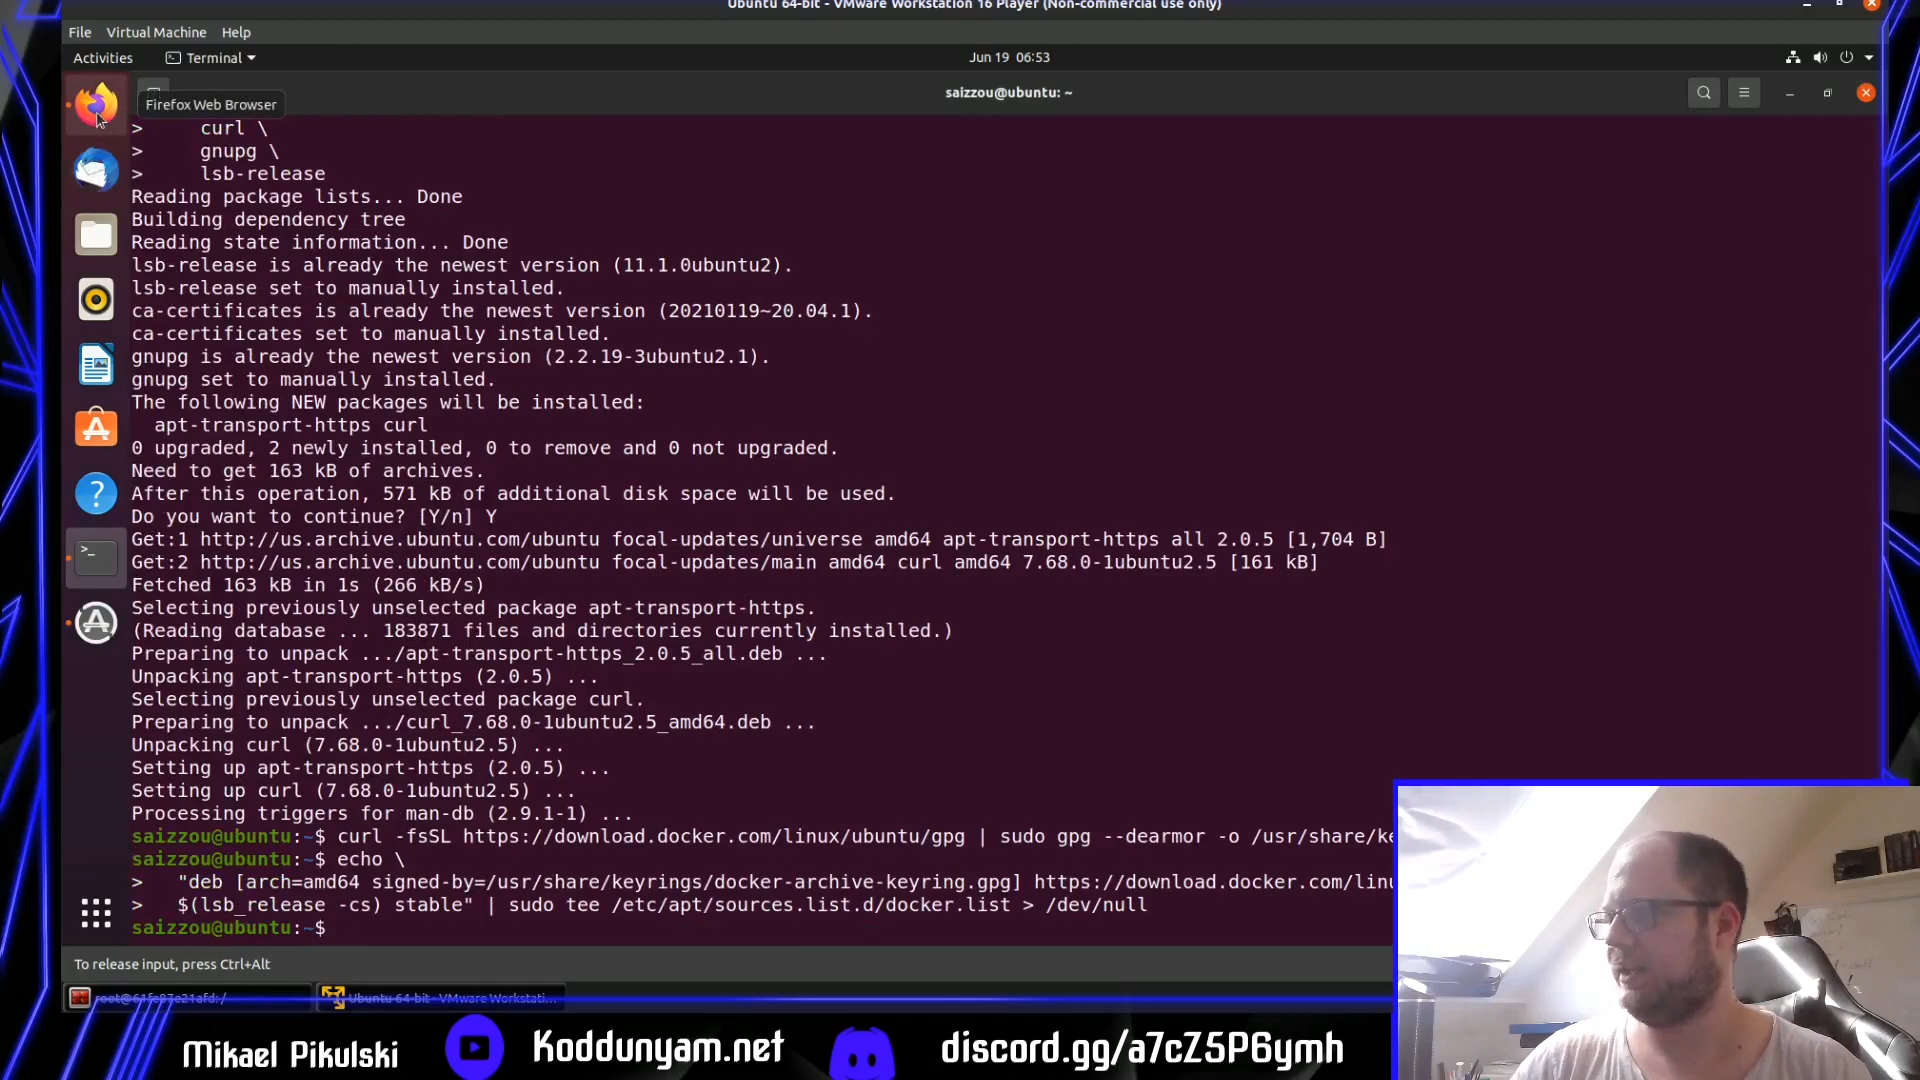 Ubuntu 64-bit - VMware Workstation 16 Player (Non-commercial use only)
File Virtual Machine Help
Activities Terminal Jun 19 06:53
saizzou@ubuntu: ~
Firefox Web Browser
> curl \
> gnupg \
> lsb-release
Reading package lists... Done
Building dependency tree
Reading state information... Done
lsb-release is already the newest version (11.1.0ubuntu2).
lsb-release set to manually installed.
ca-certificates is already the newest version (20210119~20.04.1).
ca-certificates set to manually installed.
gnupg is already the newest version (2.2.19-3ubuntu2.1).
gnupg set to manually installed.
The following NEW packages will be installed:
apt-transport-https curl
0 upgraded, 2 newly installed, 0 to remove and 0 not upgraded.
Need to get 163 kB of archives.
After this operation, 571 kB of additional disk space will be used.
Do you want to continue? [Y/n] Y
Get:1 http://us.archive.ubuntu.com/ubuntu focal-updates/universe amd64 apt-transport-https all 2.0.5 [1,704 B]
Get:2 http://us.archive.ubuntu.com/ubuntu focal-updates/main amd64 curl amd64 7.68.0-1ubuntu2.5 [161 kB]
Fetched 163 kB in 1s (266 kB/s)
Selecting previously unselected package apt-transport-https.
(Reading database ... 183871 files and directories currently installed.)
Preparing to unpack .../apt-transport-https_2.0.5_all.deb ...
Unpacking apt-transport-https (2.0.5) ...
Selecting previously unselected package curl.
Preparing to unpack .../curl_7.68.0-1ubuntu2.5_amd64.deb ...
Unpacking curl (7.68.0-1ubuntu2.5) ...
Setting up apt-transport-https (2.0.5) ...
Setting up curl (7.68.0-1ubuntu2.5) ...
Processing triggers for man-db (2.9.1-1) ...
saizzou@ubuntu:~$ curl -fsSL https://download.docker.com/linux/ubuntu/gpg | sudo gpg --dearmor -o /usr/share/ke
saizzou@ubuntu:~$ echo \
> "deb [arch=amd64 signed-by=/usr/share/keyrings/docker-archive-keyring.gpg] https://download.docker.com/linu
> $(lsb_release -cs) stable" | sudo tee /etc/apt/sources.list.d/docker.list > /dev/null
saizzou@ubuntu:~$
To release input, press Ctrl+Alt
root@61fe87e21afd:/ Ubuntu 64-bit - VMware Workstati...
Mikael Pikulski Koddunyam.net discord.gg/a7cZ5P6ymh